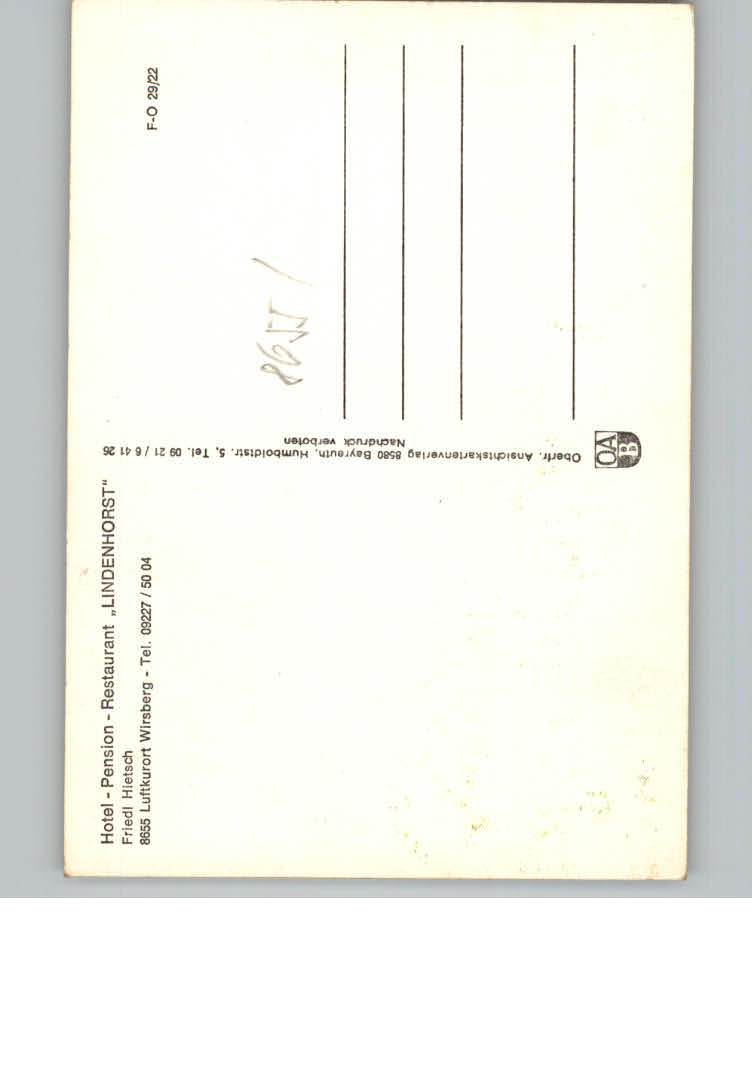 Hotel - Pension - Restaurant „LINDENHORST“
Friedl Hietsch
8655 Luftkurort Wirsberg - Tel. 09227 / 50 04
Oberfr. Ansichtskartenverlag 8580 Bayreuth, Humboldtstr. 5, Tel. 09 21 / 6 41 26
Nachdruck verboten
OA
B
F-O 29/22
8655 /